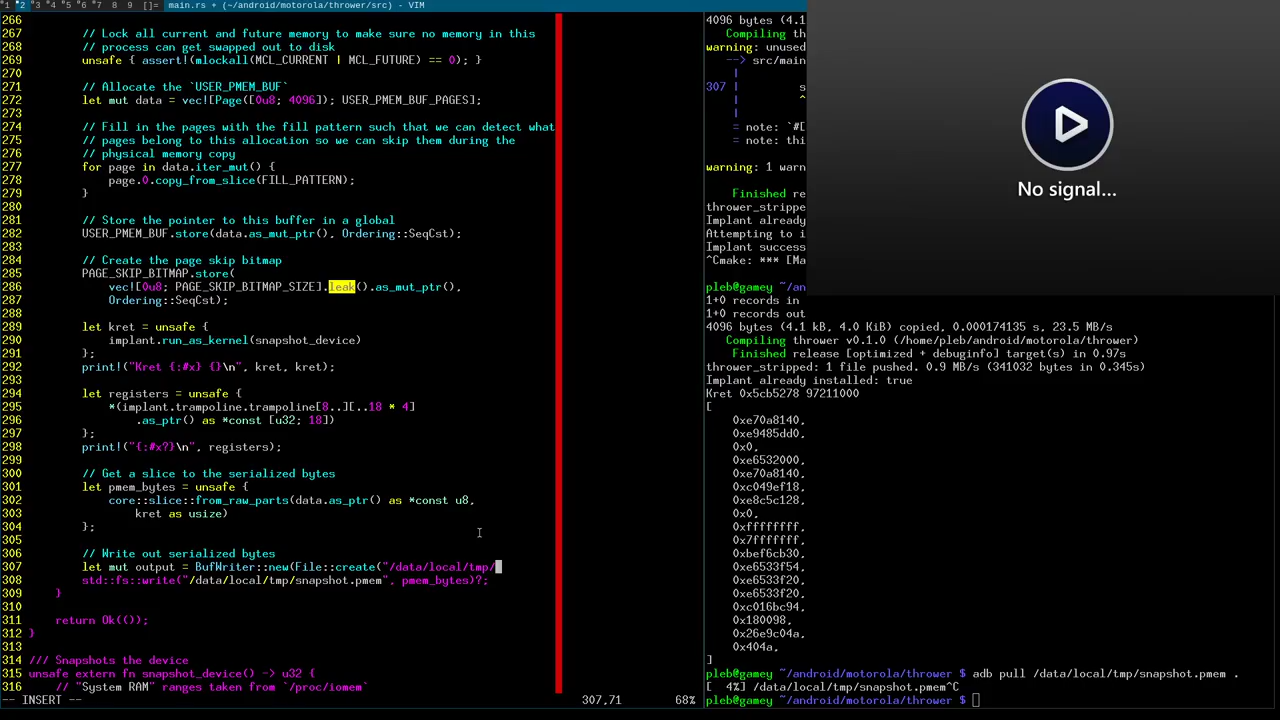 °1 °2 °3 °4 °5 °6 °7 °8 °9 []= main.rs + (~/android/motorola/thrower/src) - VIM
266
267 // Lock all current and future memory to make sure no memory in this
268 // process can get swapped out to disk
269 unsafe { assert!(mlockall(MCL_CURRENT | MCL_FUTURE) == 0); }
270
271 // Allocate the `USER_PMEM_BUF`
272 let mut data = vec![Page([0u8; 4096]); USER_PMEM_BUF_PAGES];
273
274 // Fill in the pages with the fill pattern such that we can detect what
275 // pages belong to this allocation so we can skip them during the
276 // physical memory copy
277 for page in data.iter_mut() {
278 page.0.copy_from_slice(FILL_PATTERN);
279 }
280
281 // Store the pointer to this buffer in a global
282 USER_PMEM_BUF.store(data.as_mut_ptr(), Ordering::SeqCst);
283
284 // Create the page skip bitmap
285 PAGE_SKIP_BITMAP.store(
286 vec![0u8; PAGE_SKIP_BITMAP_SIZE].leak().as_mut_ptr(),
287 Ordering::SeqCst);
288
289 let kret = unsafe {
290 implant.run_as_kernel(snapshot_device)
291 };
292 print!("Kret {:#x} {}\n", kret, kret);
293
294 let registers = unsafe {
295 *(implant.trampoline.trampoline[8..][..18 * 4]
296 .as_ptr() as *const [u32; 18])
297 };
298 print!("{:#x?}\n", registers);
299
300 // Get a slice to the serialized bytes
301 let pmem_bytes = unsafe {
302 core::slice::from_raw_parts(data.as_ptr() as *const u8,
303 kret as usize)
304 };
305
306 // Write out serialized bytes
307 let mut output = BufWriter::new(File::create("/data/local/tmp/
308 std::fs::write("/data/local/tmp/snapshot.pmem", pmem_bytes)?;
309 }
310
311 return Ok(());
312 }
313
314 /// Snapshots the device
315 unsafe extern fn snapshot_device() -> u32 {
316 // "System RAM" ranges taken from `/proc/iomem`
-- INSERT -- 307,71 68%
4096 bytes (4.1
Compiling th
warning: unused
--> src/main
|
307 | s
| ^
|
= note: `#[
= note: thi
warning: 1 warn
Finished re
thrower_strippe
Implant already
Attempting to i
Implant success
^Cmake: *** [Ma
pleb@gamey ~/an
1+0 records in
1+0 records out
4096 bytes (4.1 kB, 4.0 KiB) copied, 0.000174135 s, 23.5 MB/s
Compiling thrower v0.1.0 (/home/pleb/android/motorola/thrower)
Finished release [optimized + debuginfo] target(s) in 0.97s
thrower_stripped: 1 file pushed. 0.9 MB/s (341032 bytes in 0.345s)
Implant already installed: true
Kret 0x5cb5278 97211000
[
0xe70a8140,
0xe9485dd0,
0x0,
0xe6532000,
0xe70a8140,
0xc049ef18,
0xe8c5c128,
0x0,
0xffffffff,
0x7fffffff,
0xbef6cb30,
0xe6533f54,
0xe6533f20,
0xe6533f20,
0xc016bc94,
0x180098,
0x26e9c04a,
0x404a,
]
pleb@gamey ~/android/motorola/thrower $ adb pull /data/local/tmp/snapshot.pmem .
[ 4%] /data/local/tmp/snapshot.pmem^C
pleb@gamey ~/android/motorola/thrower $
No signal...